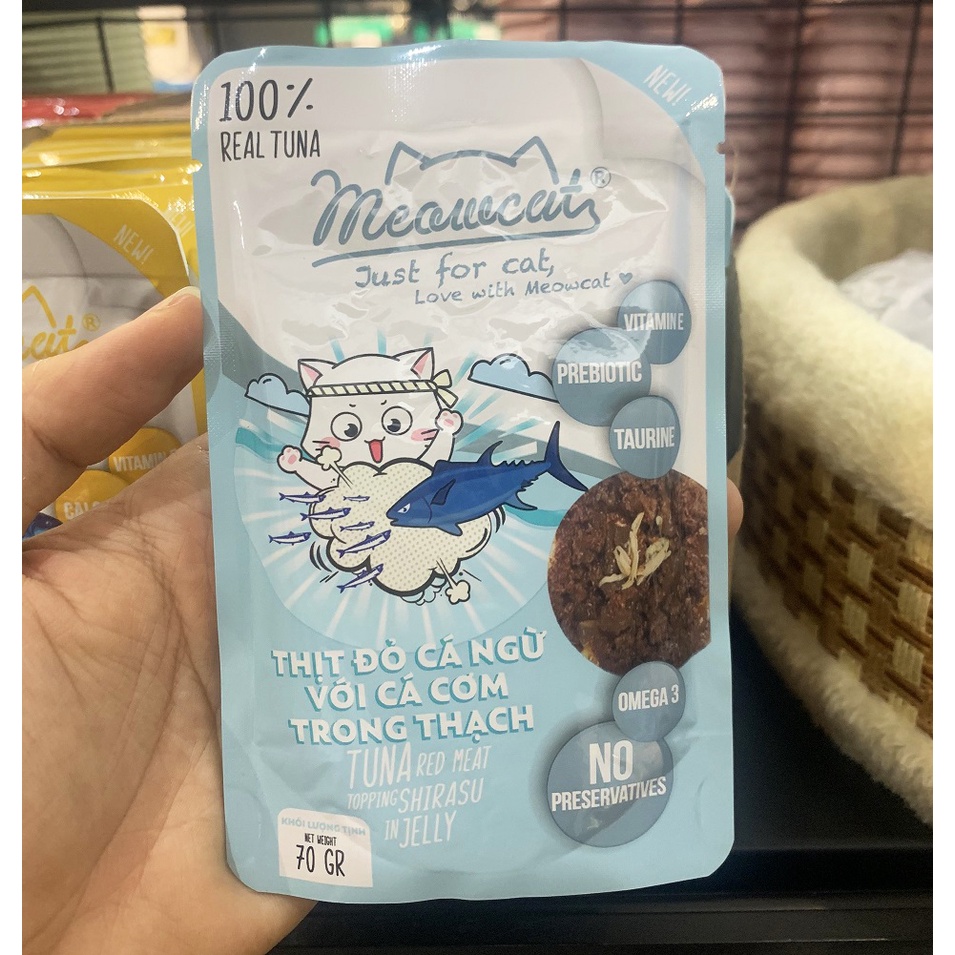 100%
REAL TUNA
NEW!
Meowcat®
Just for cat,
Love with Meowcat
VITAMIN E
PREBIOTIC
TAURINE
THỊT ĐỎ CÁ NGỪ
VỚI CÁ CƠM
TRONG THẠCH
TUNA RED MEAT
TOPPING SHIRASU
IN JELLY
OMEGA 3
NO
PRESERVATIVES
KHỐI LƯỢNG TỊNH
NET WEIGHT
70 GR
NEW!
®
VITAMIN